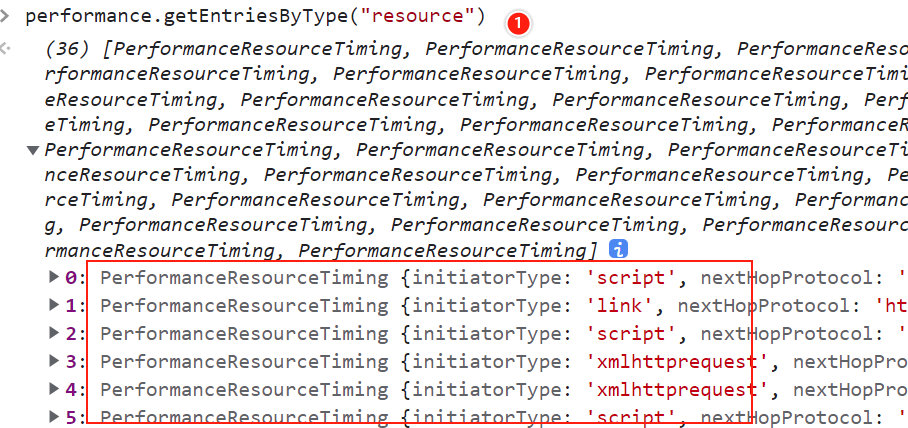 performance.getEntriesByType("resource")
1
(36) [PerformanceResourceTiming, PerformanceResourceTiming, PerformanceReso
rformanceResourceTiming, PerformanceResourceTiming, PerformanceResourceTimi
eResourceTiming, PerformanceResourceTiming, PerformanceResourceTiming, Perf
eTiming, PerformanceResourceTiming, PerformanceResourceTiming, PerformanceR
PerformanceResourceTiming, PerformanceResourceTiming, PerformanceResourceTi
nceResourceTiming, PerformanceResourceTiming, PerformanceResourceTiming, Pe
rceTiming, PerformanceResourceTiming, PerformanceResourceTiming, Performanc
g, PerformanceResourceTiming, PerformanceResourceTiming, PerformanceResourc
rmanceResourceTiming, PerformanceResourceTiming] i
0: PerformanceResourceTiming {initiatorType: 'script', nextHopProtocol: '
1: PerformanceResourceTiming {initiatorType: 'link', nextHopProtocol: 'ht
2: PerformanceResourceTiming {initiatorType: 'script', nextHopProtocol: '
3: PerformanceResourceTiming {initiatorType: 'xmlhttprequest', nextHopPro
4: PerformanceResourceTiming {initiatorType: 'xmlhttprequest', nextHopPro
5: PerformanceResourceTiming {initiatorType: 'script', nextHopProtocol: '